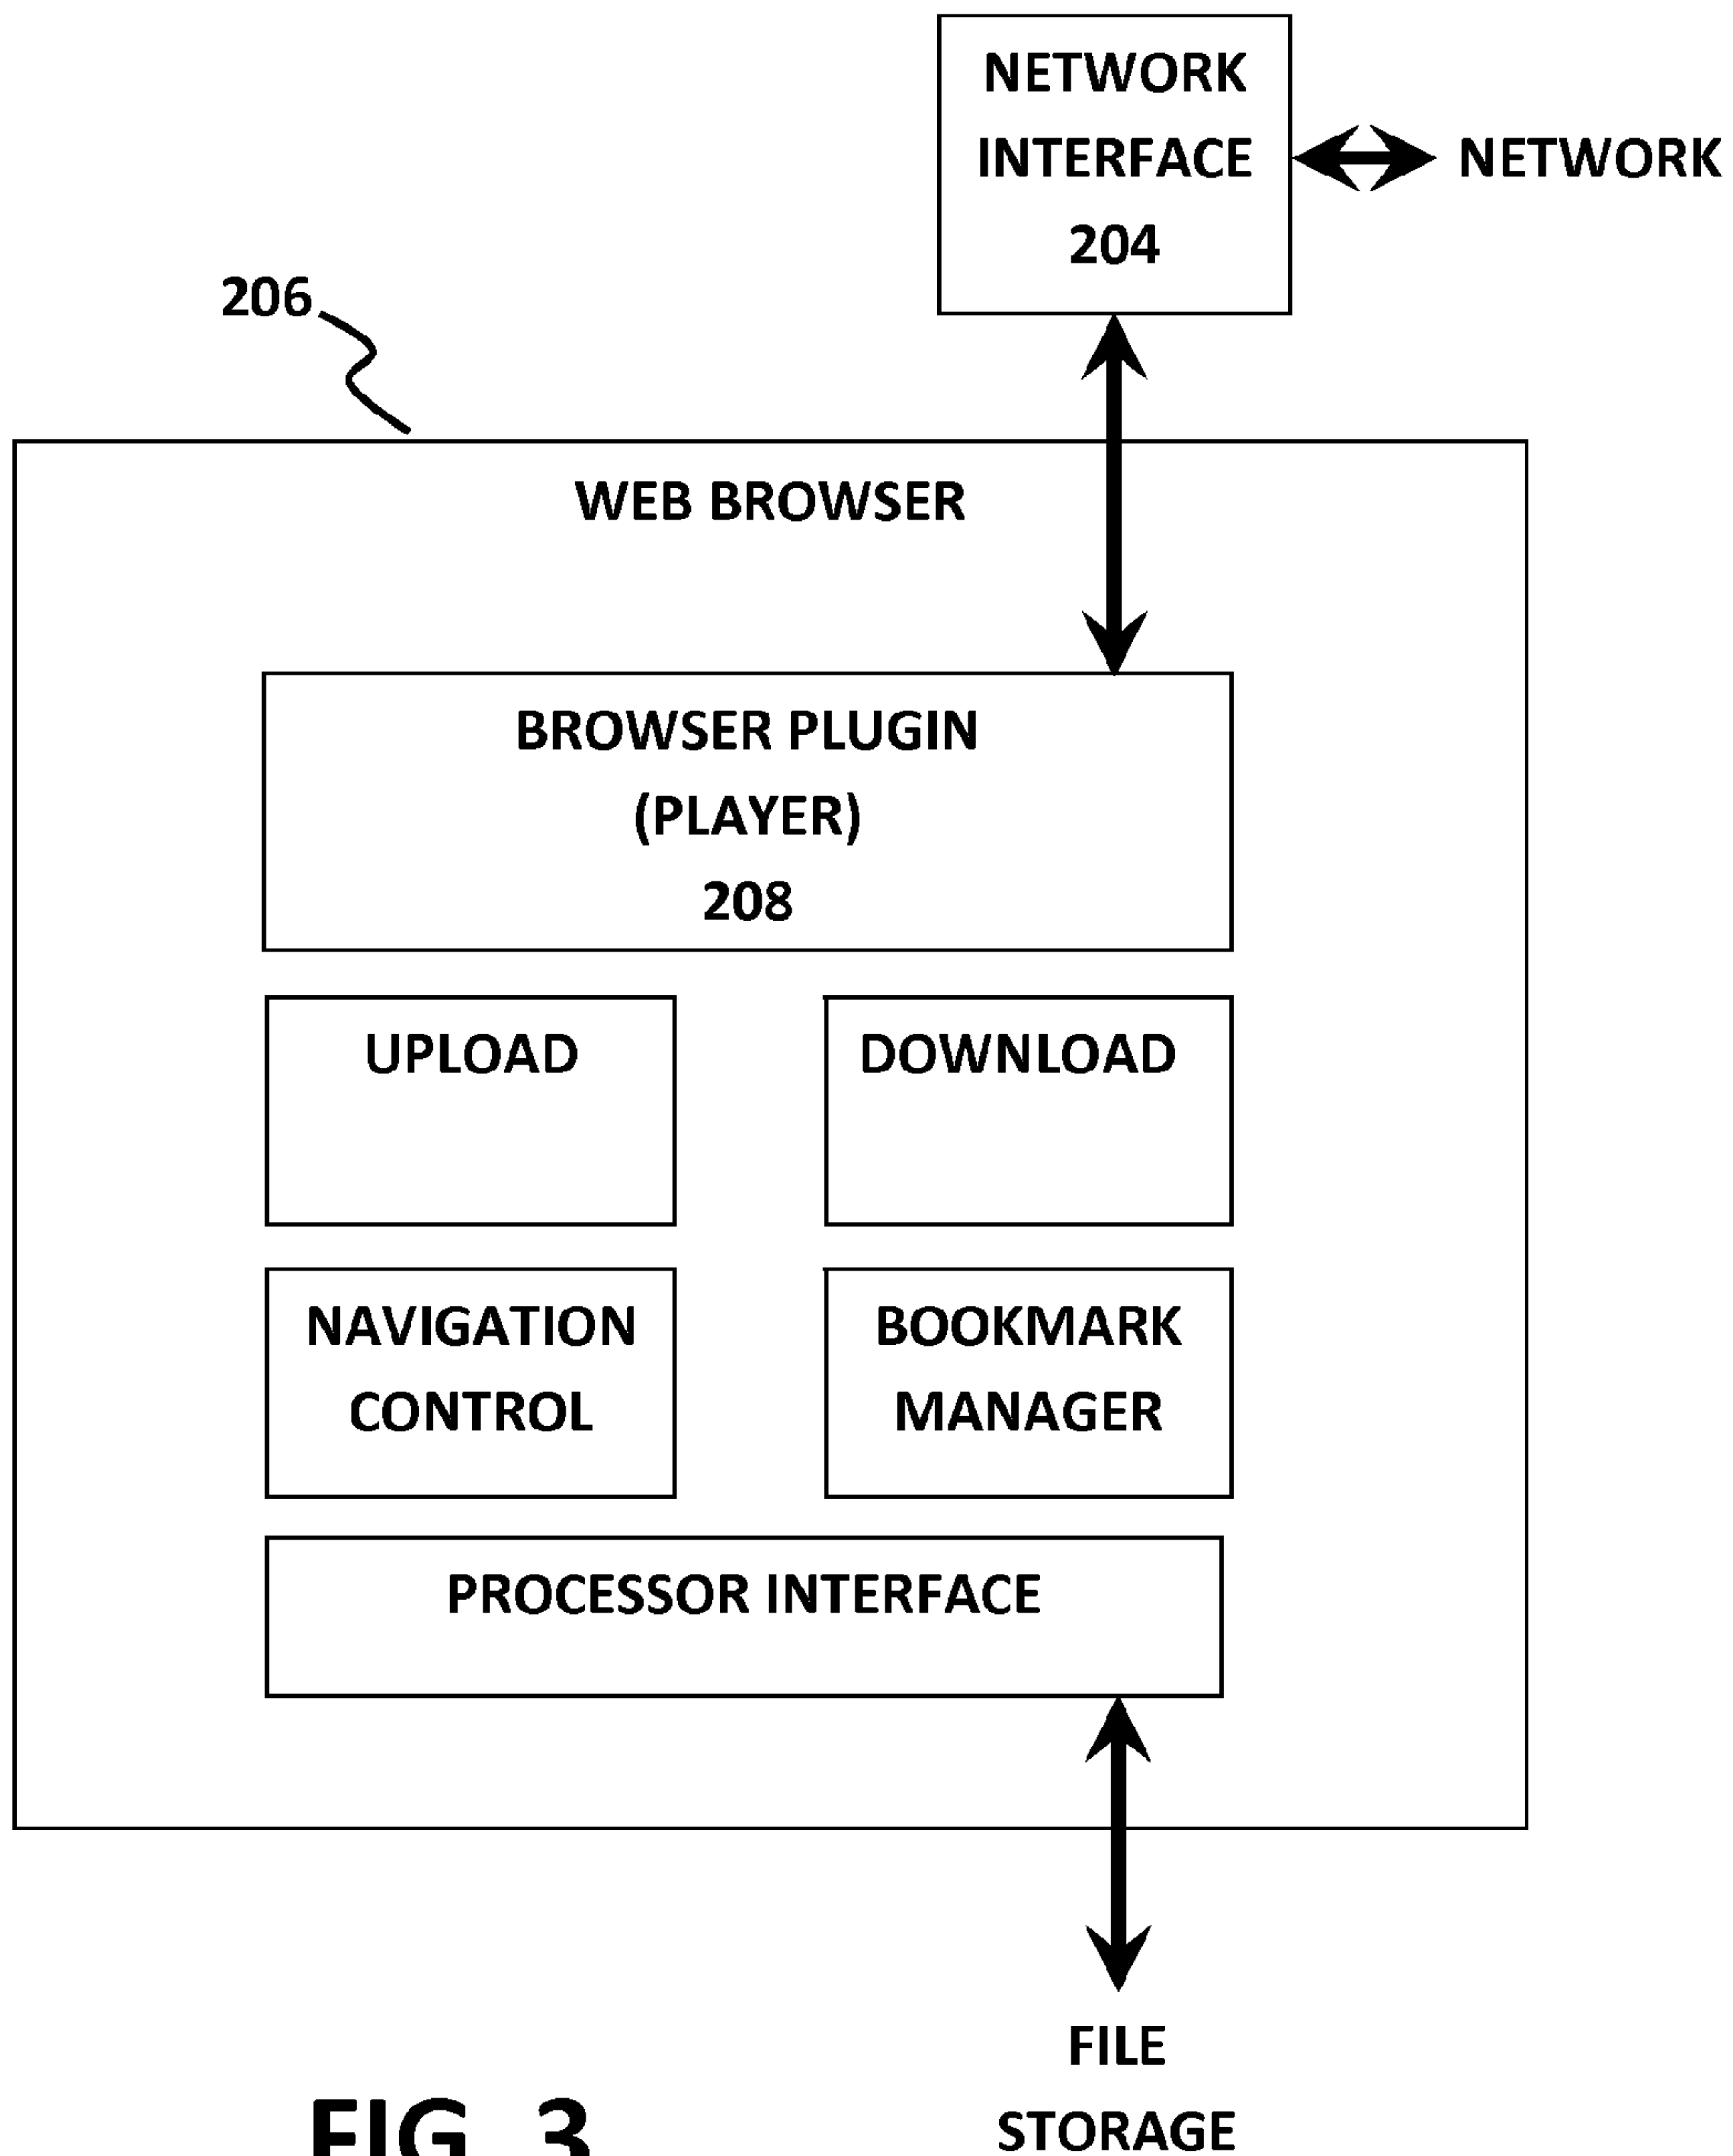 NETWORK
INTERFACE
204
NETWORK
206
WEB BROWSER
BROWSER PLUGIN
(PLAYER)
208
UPLOAD
DOWNLOAD
NAVIGATION
CONTROL
BOOKMARK
MANAGER
PROCESSOR INTERFACE
FILE
STORAGE
FIG. 3